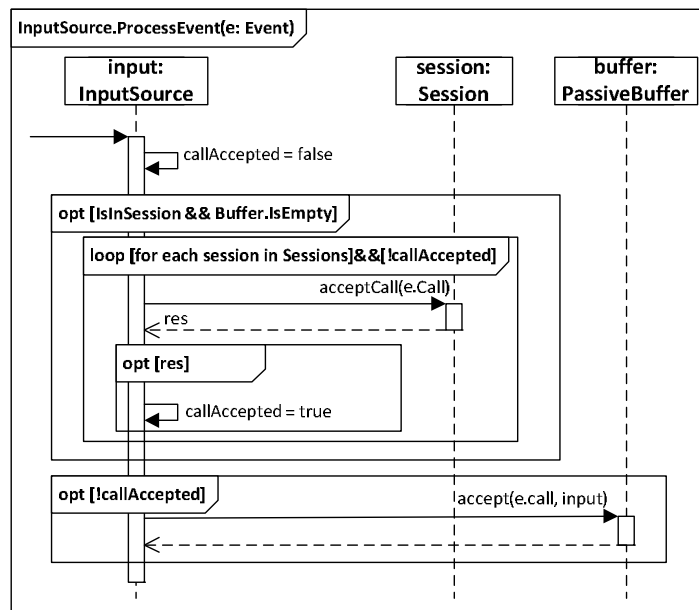 InputSource.ProcessEvent(e: Event)
input:
InputSource
session:
Session
buffer:
PassiveBuffer
callAccepted = false
opt [IsInSession && Buffer.IsEmpty]
loop [for each session in Sessions]&&[!callAccepted]
acceptCall(e.Call)
res
opt [res]
callAccepted = true
opt [!callAccepted]
accept(e.call, input)